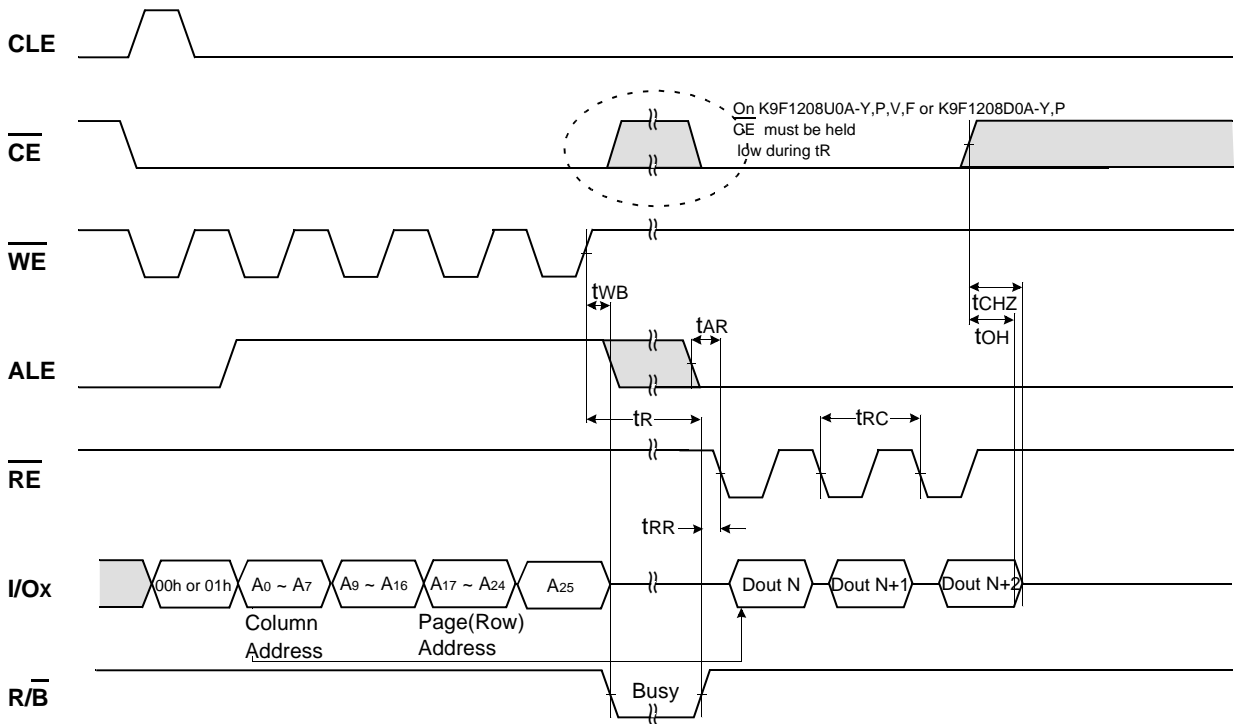 CLE
CE
On K9F1208U0A-Y,P,V,F or K9F1208D0A-Y,P
CE must be held
low during tR
WE
tWB
tCHZ
tOH
tAR
ALE
tR
tRC
RE
tRR
I/Ox
00h or 01h
A0 ~ A7
A9 ~ A16
A17 ~ A24
A25
Dout N
Dout N+1
Dout N+2
Column
Address
Page(Row)
Address
R/B
Busy